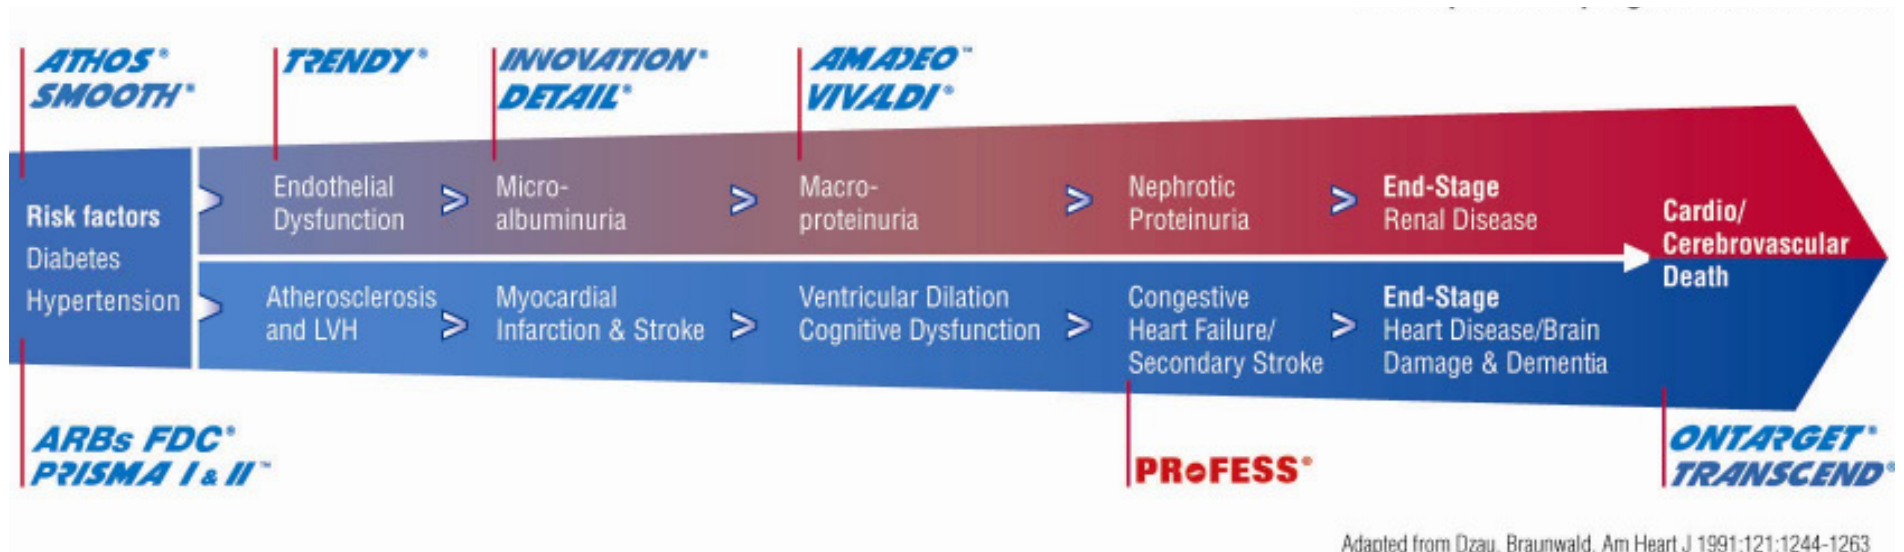 ATHOS®
SMOOTH®
TRENDY®
INNOVATION®
DETAIL®
AMADEO™
VIVALDI®
Risk factors
Diabetes
Hypertension
Endothelial
Dysfunction
>
Micro-
albuminuria
>
Macro-
proteinuria
>
Nephrotic
Proteinuria
>
End-Stage
Renal Disease
Atherosclerosis
and LVH
>
Myocardial
Infarction & Stroke
>
Ventricular Dilation
Cognitive Dysfunction
>
Congestive
Heart Failure/
Secondary Stroke
>
End-Stage
Heart Disease/Brain
Damage & Dementia
Cardio/
Cerebrovascular
Death
ARBs FDC®
PRISMA I & II™
PRoFESS®
ONTARGET®
TRANSCEND®
Adapted from Dzau, Braunwald, Am Heart J 1991;121:1244-1263